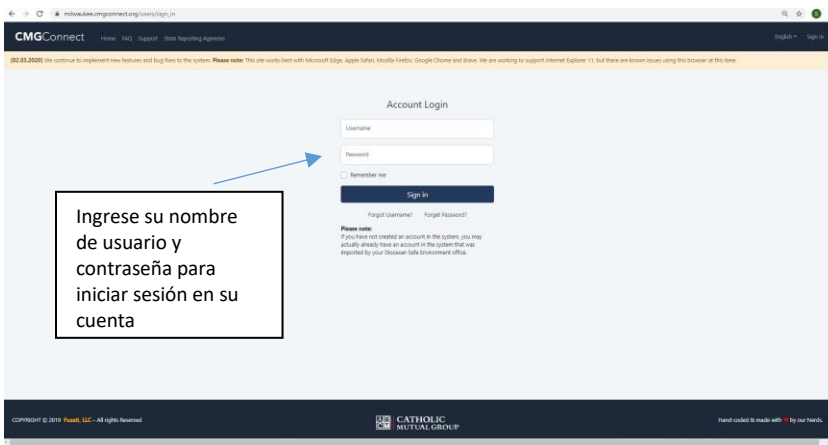 milwaukee.cmgconnect.org/users/sign_in
CMGConnect Home FAQ Support State Reporting Agencies English Sign in
[02.03.2020] We continue to implement new features and bug fixes to the system. Please note: This site works best with Microsoft Edge, Apple Safari, Mozilla Firefox, Google Chrome and Brave. We are working to support Internet Explorer 11, but there are known issues using this browser at this time.
Account Login
Username
Password
Remember me
Sign in
Forgot Username? Forgot Password?
Please note:
If you have not created an account in the system, you may
actually already have an account in the system that was
imported by your Diocesan Safe Environment office.
Ingrese su nombre
de usuario y
contraseña para
iniciar sesión en su
cuenta
COPYRIGHT © 2019 Fusati, LLC – All rights Reserved
CATHOLIC
MUTUAL GROUP
Hand-coded & made with ❤ by our Nerds.